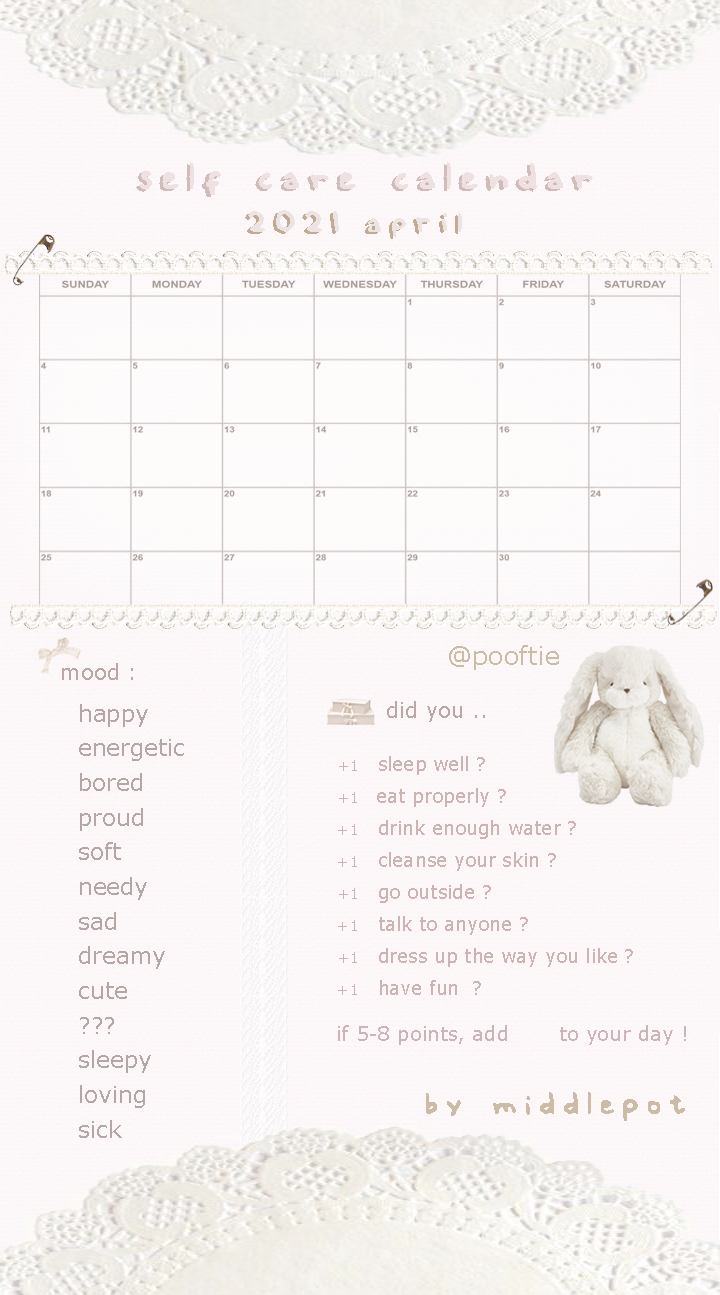 self care calendar
2021 april
SUNDAY MONDAY TUESDAY WEDNESDAY THURSDAY FRIDAY SATURDAY
1 2 3
4 5 6 7 8 9 10
11 12 13 14 15 16 17
18 19 20 21 22 23 24
25 26 27 28 29 30
mood :
happy
energetic
bored
proud
soft
needy
sad
dreamy
cute
???
sleepy
loving
sick
@pooftie
did you ..
+1 sleep well ?
+1 eat properly ?
+1 drink enough water ?
+1 cleanse your skin ?
+1 go outside ?
+1 talk to anyone ?
+1 dress up the way you like ?
+1 have fun ?
if 5-8 points, add to your day !
by middlepot